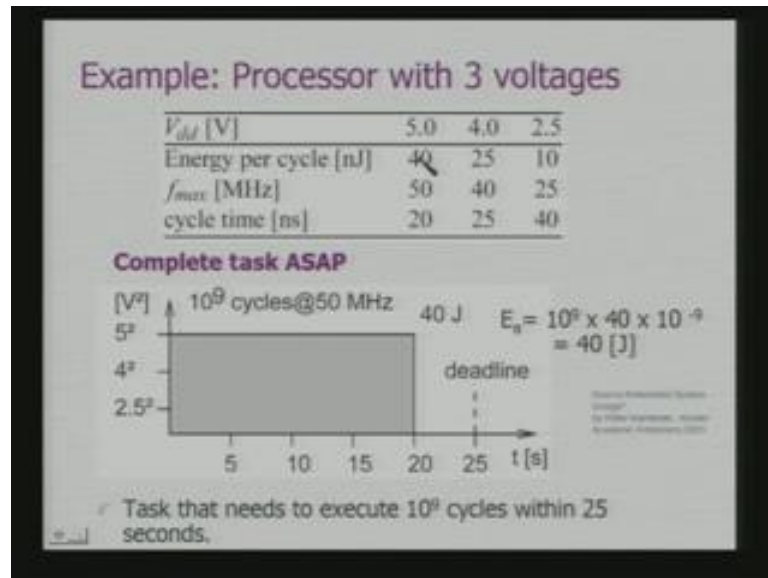 Example: Processor with 3 voltages
V_dd [V] 5.0 4.0 2.5
Energy per cycle [nJ] 40 25 10
f_max [MHz] 50 40 25
cycle time [ns] 20 25 40
Complete task ASAP
[V²] 10⁹ cycles@50 MHz 40 J
5²
4²
2.5²
deadline
5 10 15 20 25 t [s]
Eₐ = 10⁹ x 40 x 10⁻⁹
= 40 [J]
Task that needs to execute 10⁹ cycles within 25
seconds.